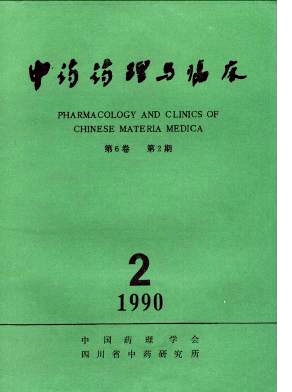 中药药理与临床
PHARMACOLOGY AND CLINICS OF
CHINESE MATERIA MEDICA
第6卷 第2期
2
1990
中国药理学会
四川省中药研究所